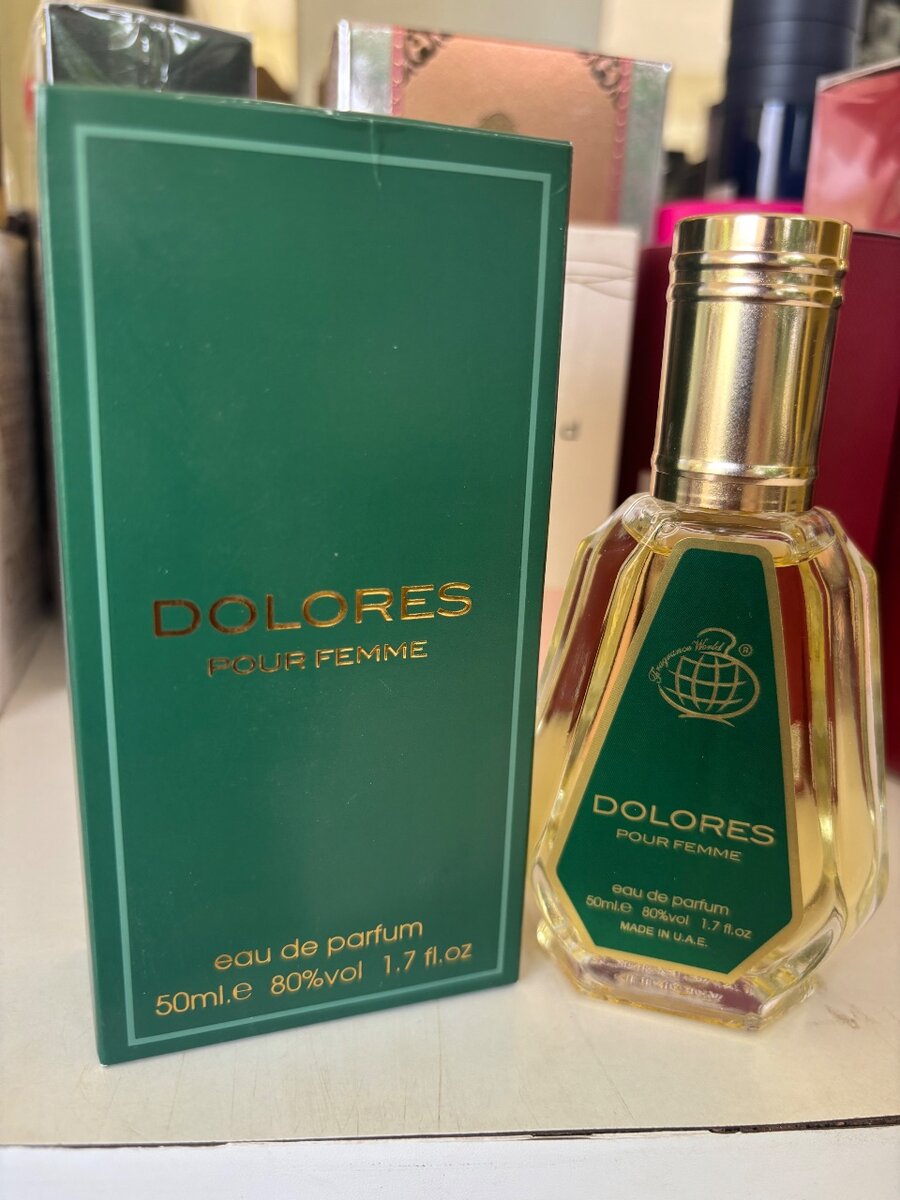 DOLORES
POUR FEMME
eau de parfum
50ml.e 80%vol 1.7 fl.oz
Fragrance World ®
DOLORES
POUR FEMME
eau de parfum
50ml.e 80%vol 1.7 fl.oz
MADE IN U.A.E.